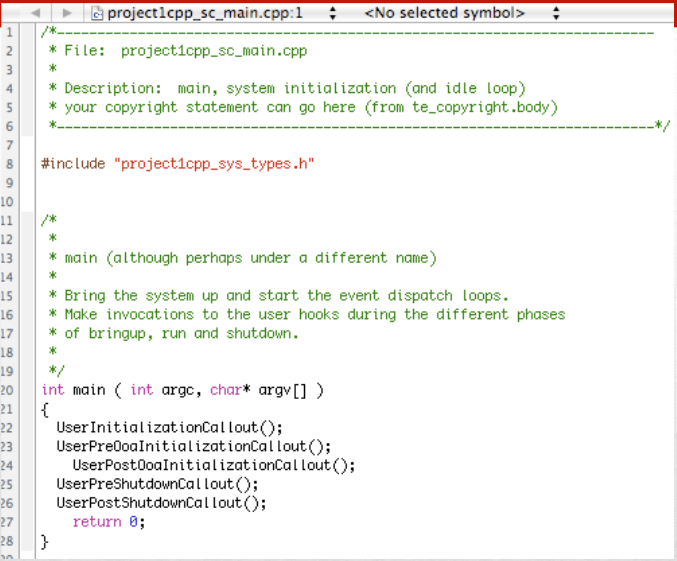 project1cpp_sc_main.cpp:1 <No selected symbol>
1 /*---------------------------------------------------------------------------
2 * File:  project1cpp_sc_main.cpp
3 *
4 * Description:  main, system initialization (and idle loop)
5 * your copyright statement can go here (from te_copyright.body)
6 *---------------------------------------------------------------------------*/
7
8 #include "project1cpp_sys_types.h"
9
10
11 /*
12 *
13 * main (although perhaps under a different name)
14 *
15 * Bring the system up and start the event dispatch loops.
16 * Make invocations to the user hooks during the different phases
17 * of bringup, run and shutdown.
18 *
19 */
20 int main ( int argc, char* argv[] )
21 {
22 UserInitializationCallout();
23 UserPreOoaInitializationCallout();
24 UserPostOoaInitializationCallout();
25 UserPreShutdownCallout();
26 UserPostShutdownCallout();
27 return 0;
28 }